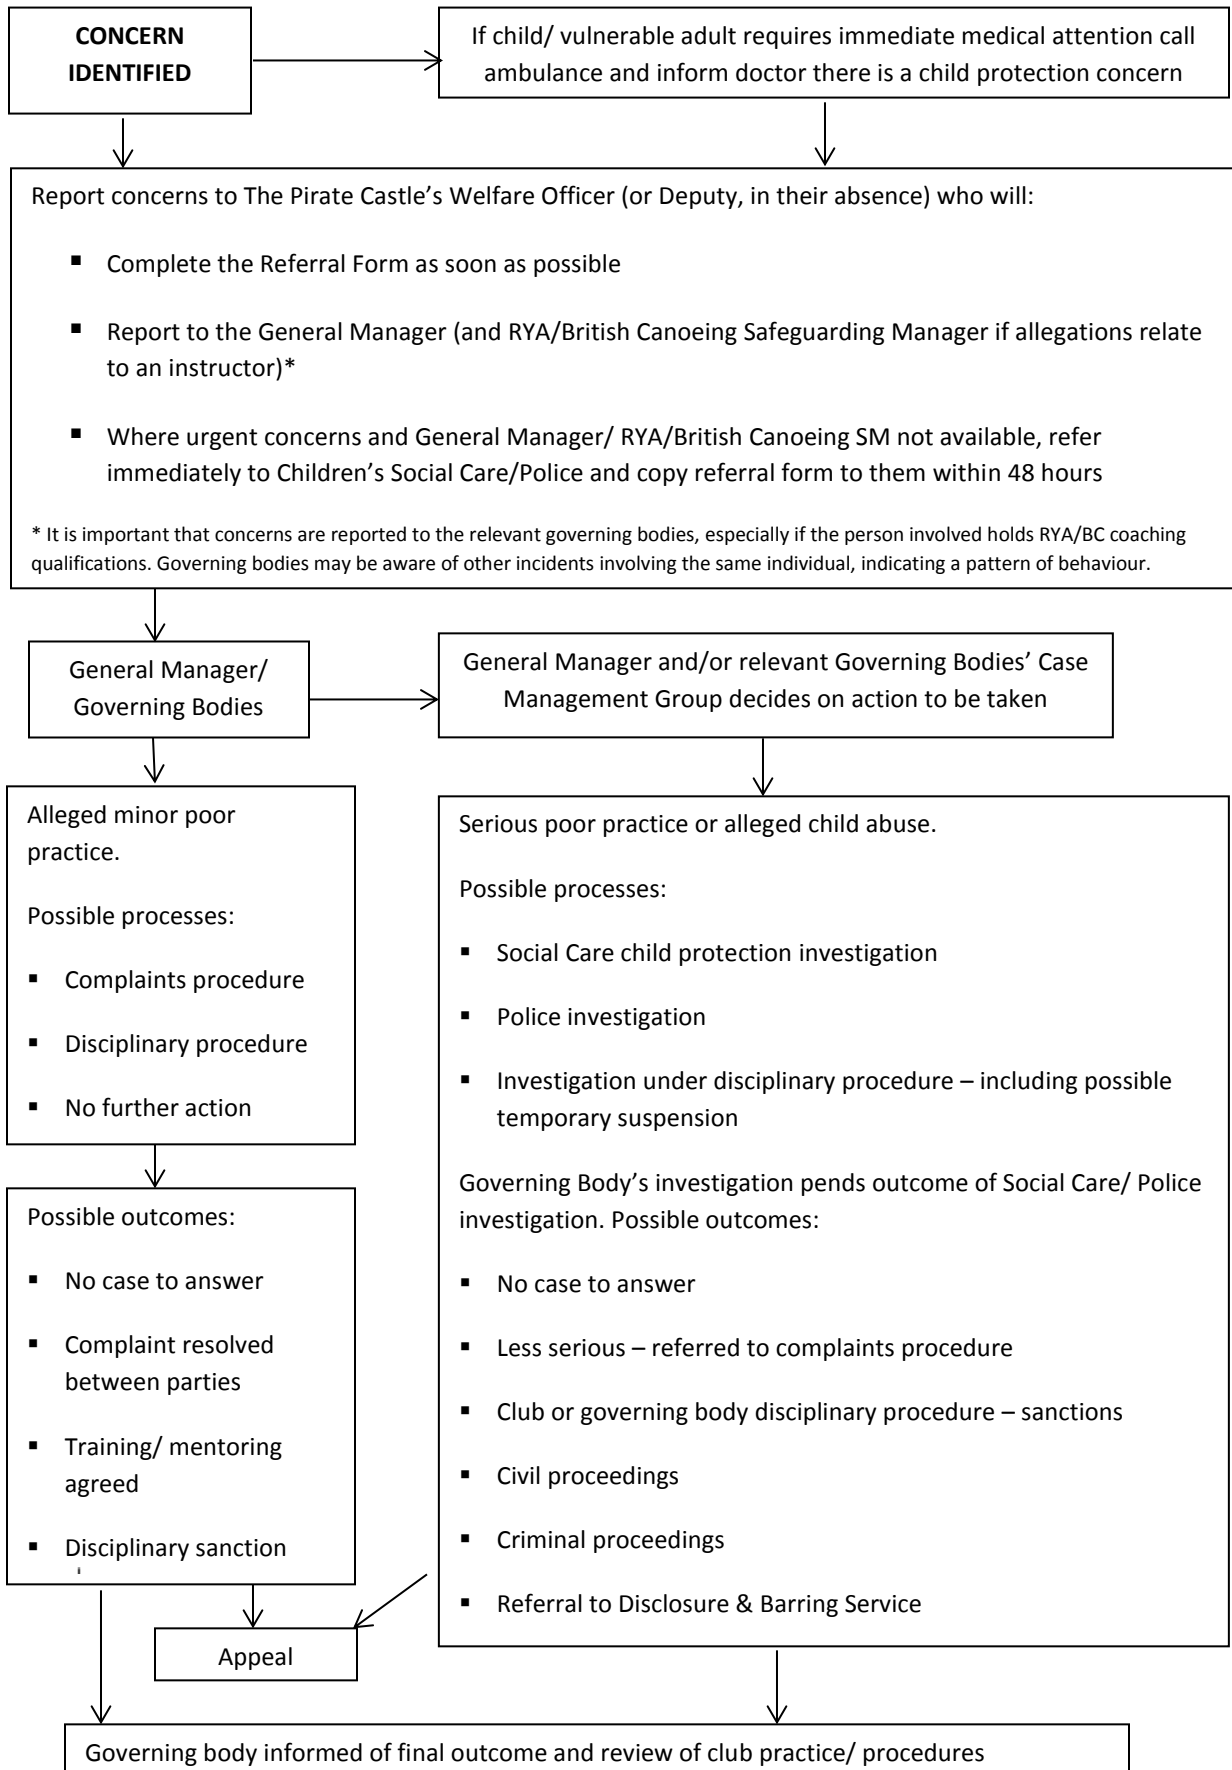 CONCERN
IDENTIFIED
If child/ vulnerable adult requires immediate medical attention call
ambulance and inform doctor there is a child protection concern
Report concerns to The Pirate Castle’s Welfare Officer (or Deputy, in their absence) who will:
▪ Complete the Referral Form as soon as possible
▪ Report to the General Manager (and RYA/British Canoeing Safeguarding Manager if allegations relate
to an instructor)*
▪ Where urgent concerns and General Manager/ RYA/British Canoeing SM not available, refer
immediately to Children’s Social Care/Police and copy referral form to them within 48 hours
* It is important that concerns are reported to the relevant governing bodies, especially if the person involved holds RYA/BC coaching
qualifications. Governing bodies may be aware of other incidents involving the same individual, indicating a pattern of behaviour.
General Manager/
Governing Bodies
General Manager and/or relevant Governing Bodies’ Case
Management Group decides on action to be taken
Alleged minor poor
practice.
Possible processes:
▪ Complaints procedure
▪ Disciplinary procedure
▪ No further action
Possible outcomes:
▪ No case to answer
▪ Complaint resolved
between parties
▪ Training/ mentoring
agreed
▪ Disciplinary sanction
Serious poor practice or alleged child abuse.
Possible processes:
▪ Social Care child protection investigation
▪ Police investigation
▪ Investigation under disciplinary procedure – including possible
temporary suspension
Governing Body’s investigation pends outcome of Social Care/ Police
investigation. Possible outcomes:
▪ No case to answer
▪ Less serious – referred to complaints procedure
▪ Club or governing body disciplinary procedure – sanctions
▪ Civil proceedings
▪ Criminal proceedings
▪ Referral to Disclosure & Barring Service
Appeal
Governing body informed of final outcome and review of club practice/ procedures